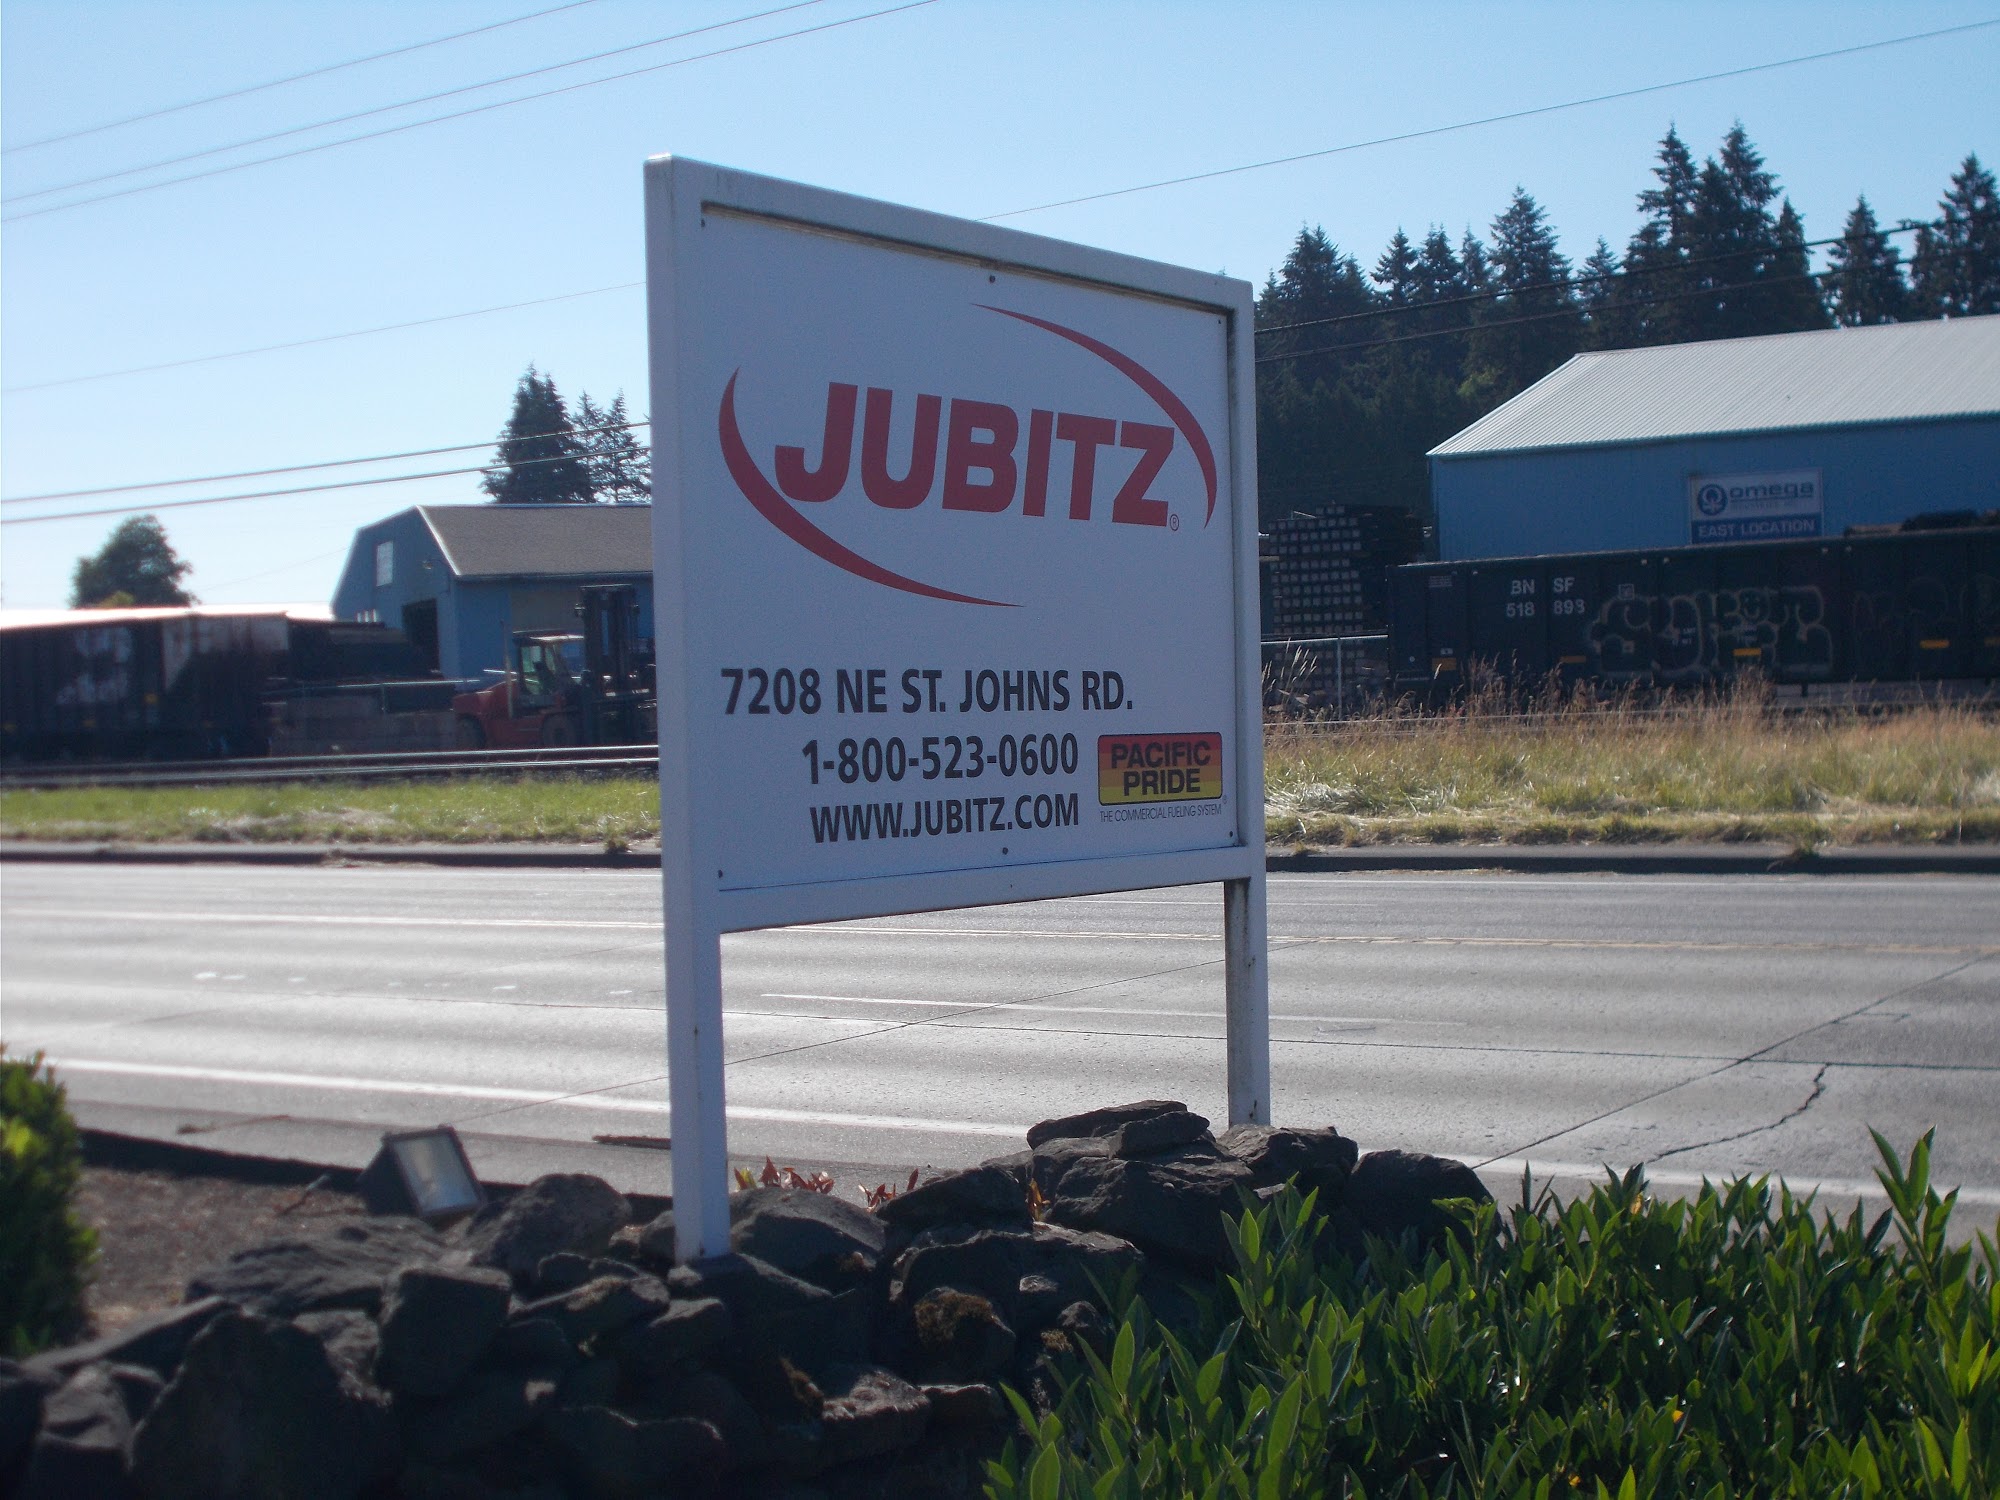 JUBITZ®
7208 NE ST. JOHNS RD.
1-800-523-0600
WWW.JUBITZ.COM
PACIFIC
PRIDE
THE COMMERCIAL FUELING SYSTEM
omega
EAST LOCATION
BN SF
518 898